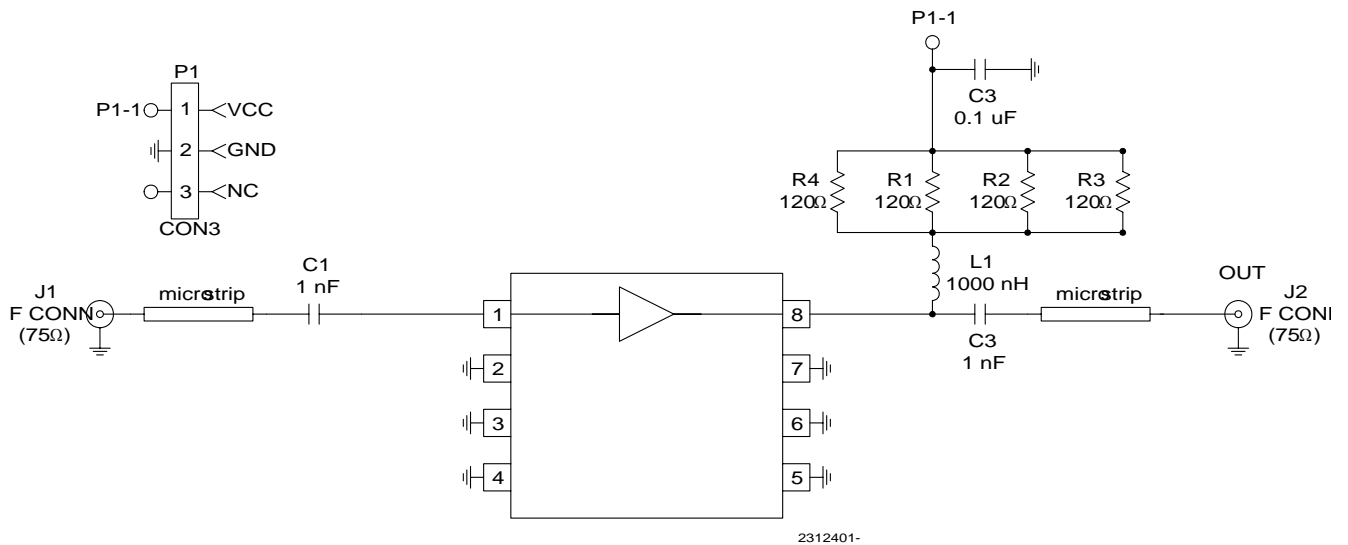 P1-1
P1
P1-1
1
VCC
2
GND
3
NC
CON3
C3
0.1 uF
R4
120Ω
R1
120Ω
R2
120Ω
R3
120Ω
L1
1000 nH
J1
F CONN
(75Ω)
microstrip
C1
1 nF
1
2
3
4
8
7
6
5
C3
1 nF
microstrip
OUT
J2
F CON
(75Ω)
2312401-